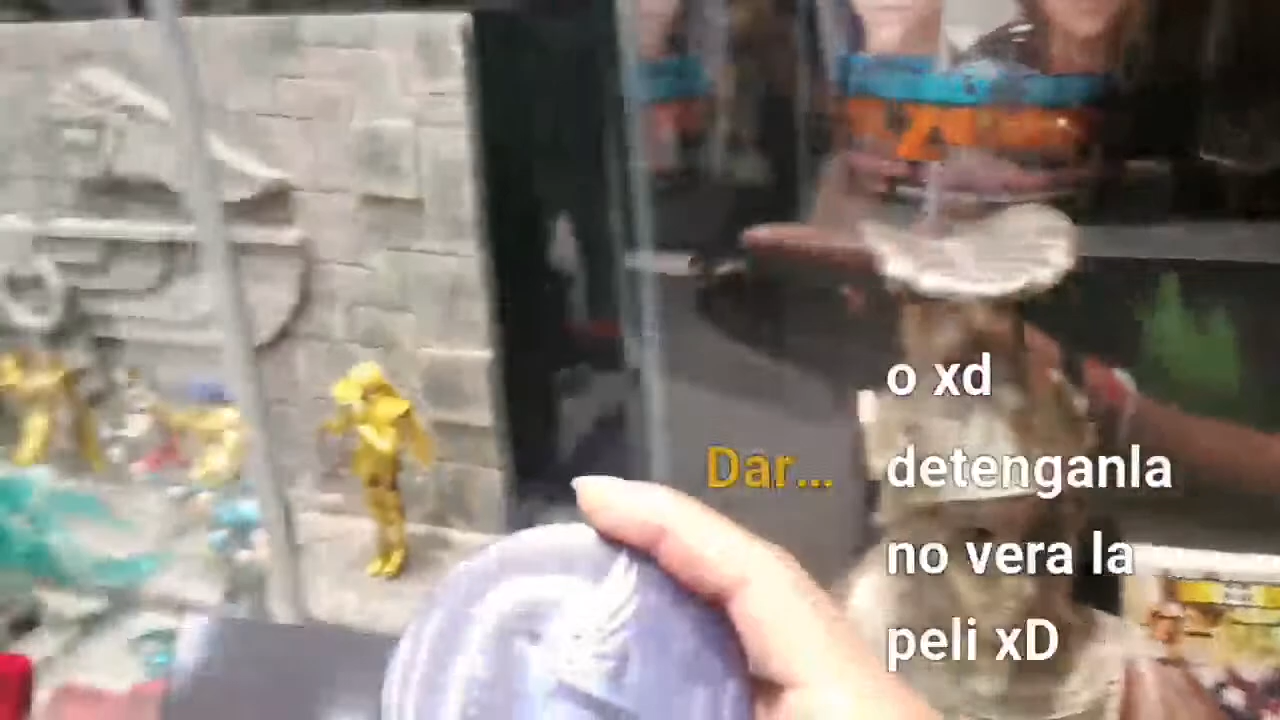 o xd
Dar... detenganla
no vera la
peli xD